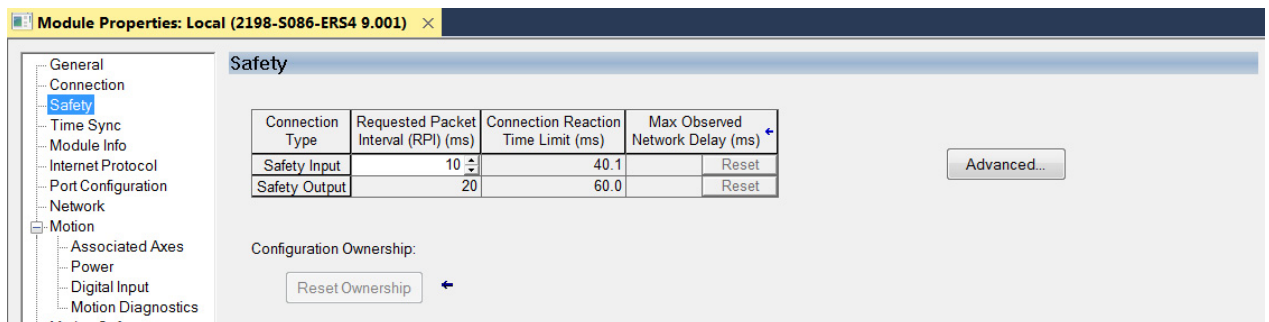 Module Properties: Local (2198-S086-ERS4 9.001)
General
Connection
Safety
Time Sync
Module Info
Internet Protocol
Port Configuration
Network
Motion
Associated Axes
Power
Digital Input
Motion Diagnostics
Safety
Connection Type Requested Packet Interval (RPI) (ms) Connection Reaction Time Limit (ms) Max Observed Network Delay (ms)
Safety Input 10 40.1 Reset
Safety Output 20 60.0 Reset
Advanced...
Configuration Ownership:
Reset Ownership